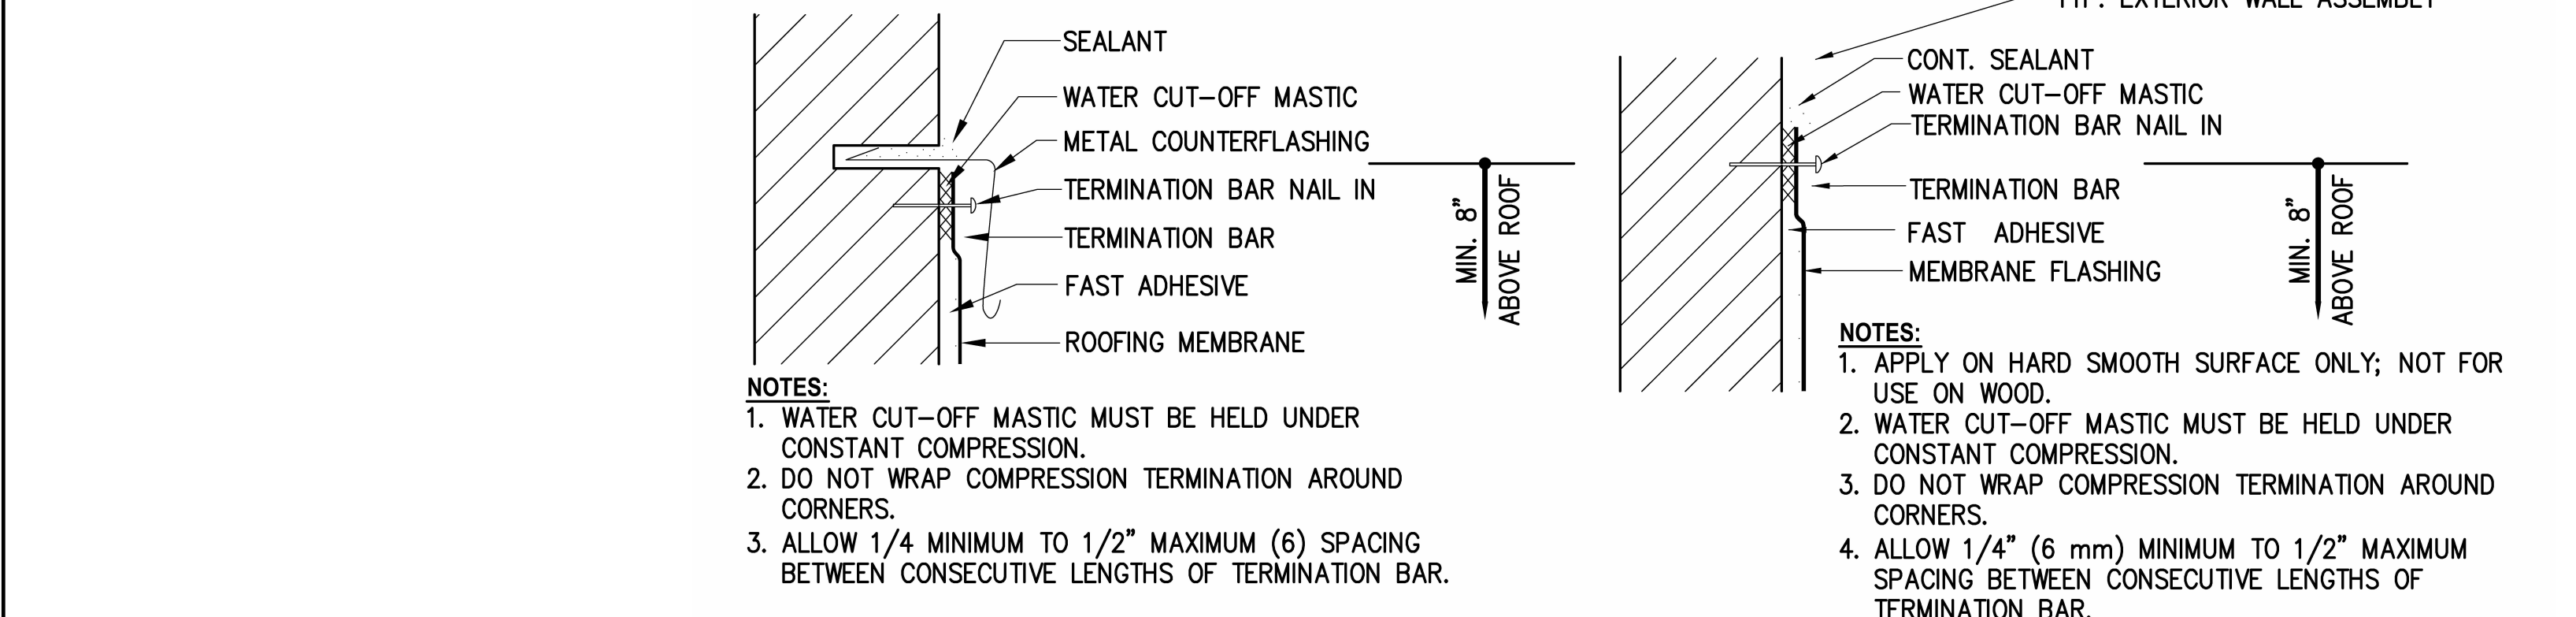 SEALANT
WATER CUT-OFF MASTIC
METAL COUNTERFLASHING
TERMINATION BAR NAIL IN
TERMINATION BAR
FAST ADHESIVE
ROOFING MEMBRANE
MIN. 8"
ABOVE ROOF
NOTES:
1. WATER CUT-OFF MASTIC MUST BE HELD UNDER
CONSTANT COMPRESSION.
2. DO NOT WRAP COMPRESSION TERMINATION AROUND
CORNERS.
3. ALLOW 1/4 MINIMUM TO 1/2" MAXIMUM (6) SPACING
BETWEEN CONSECUTIVE LENGTHS OF TERMINATION BAR.
TYP. EXTERIOR WALL ASSEMBLY
CONT. SEALANT
WATER CUT-OFF MASTIC
TERMINATION BAR NAIL IN
TERMINATION BAR
FAST ADHESIVE
MEMBRANE FLASHING
MIN. 8"
ABOVE ROOF
NOTES:
1. APPLY ON HARD SMOOTH SURFACE ONLY; NOT FOR
USE ON WOOD.
2. WATER CUT-OFF MASTIC MUST BE HELD UNDER
CONSTANT COMPRESSION.
3. DO NOT WRAP COMPRESSION TERMINATION AROUND
CORNERS.
4. ALLOW 1/4" (6 mm) MINIMUM TO 1/2" MAXIMUM
SPACING BETWEEN CONSECUTIVE LENGTHS OF
TERMINATION BAR.